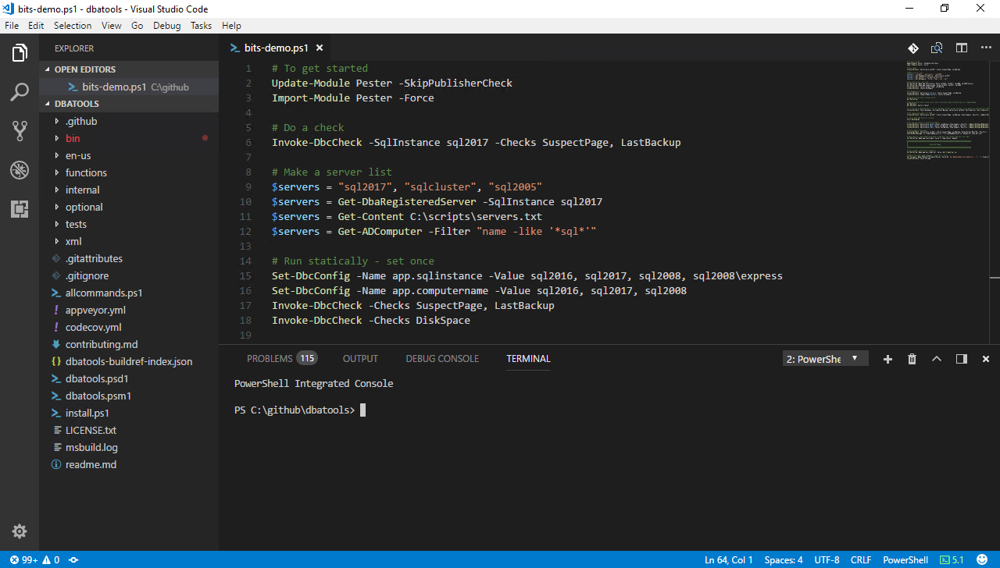 bits-demo.ps1 - dbatools - Visual Studio Code
File Edit Selection View Go Debug Tasks Help
EXPLORER
OPEN EDITORS
bits-demo.ps1 C:\github
DBATOOLS
.github
bin
en-us
functions
internal
optional
tests
xml
.gitattributes
.gitignore
allcommands.ps1
appveyor.yml
codecov.yml
contributing.md
dbatools-buildref-index.json
dbatools.psd1
dbatools.psm1
install.ps1
LICENSE.txt
msbuild.log
readme.md
bits-demo.ps1
1 # To get started
2 Update-Module Pester -SkipPublisherCheck
3 Import-Module Pester -Force
4
5 # Do a check
6 Invoke-DbcCheck -SqlInstance sql2017 -Checks SuspectPage, LastBackup
7
8 # Make a server list
9 $servers = "sql2017", "sqlcluster", "sql2005"
10 $servers = Get-DbaRegisteredServer -SqlInstance sql2017
11 $servers = Get-Content C:\scripts\servers.txt
12 $servers = Get-ADComputer -Filter "name -like '*sql*'"
13
14 # Run statically - set once
15 Set-DbcConfig -Name app.sqlinstance -Value sql2016, sql2017, sql2008, sql2008\express
16 Set-DbcConfig -Name app.computername -Value sql2016, sql2017, sql2008
17 Invoke-DbcCheck -Checks SuspectPage, LastBackup
18 Invoke-DbcCheck -Checks DiskSpace
19
PROBLEMS 115 OUTPUT DEBUG CONSOLE TERMINAL 2: PowerShe
PowerShell Integrated Console
PS C:\github\dbatools>
99+ 0 Ln 64, Col 1 Spaces: 4 UTF-8 CRLF PowerShell 5.1